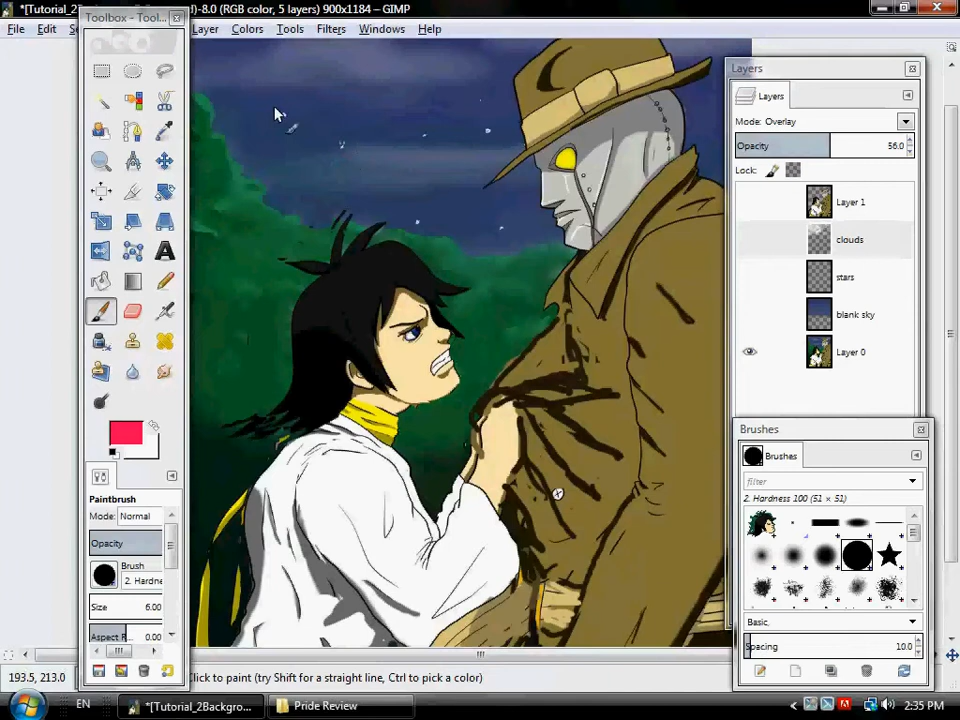 *[Tutorial_2
)-8.0 (RGB color, 5 layers) 900x1184 – GIMP
Toolbox - Tool...
File Edit
Layer Colors Tools Filters Windows Help
Layers
Layers
Mode: Overlay
Opacity 56.0
Lock:
Layer 1
clouds
stars
blank sky
Layer 0
Paintbrush
Mode: Normal
Opacity
Brush
2. Hardne
Size 6.00
Aspect R... 0.00
Brushes
Brushes
filter
2. Hardness 100 (51 × 51)
Basic,
Spacing 10.0
193.5, 213.0
Click to paint (try Shift for a straight line, Ctrl to pick a color)
EN
*[Tutorial_2Backgro...
Pride Review
2:35 PM